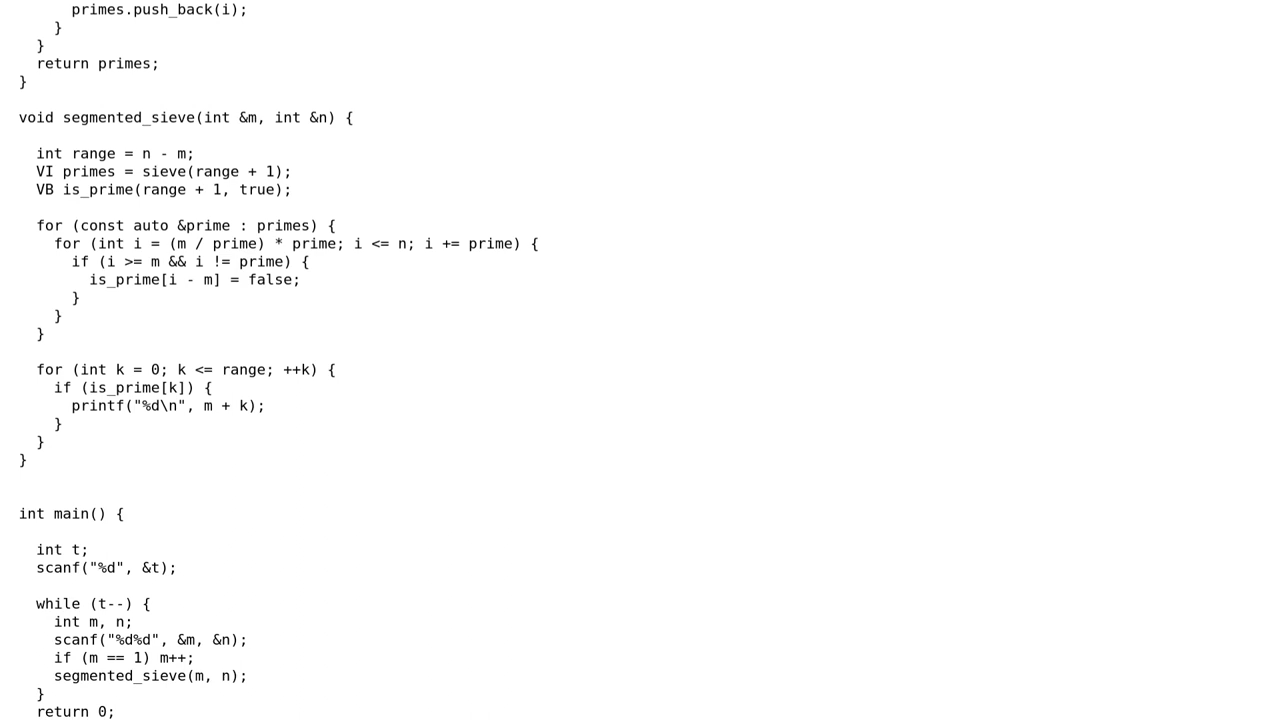 primes.push_back(i);
    }
  }
  return primes;
}

void segmented_sieve(int &m, int &n) {

  int range = n - m;
  VI primes = sieve(range + 1);
  VB is_prime(range + 1, true);

  for (const auto &prime : primes) {
    for (int i = (m / prime) * prime; i <= n; i += prime) {
      if (i >= m && i != prime) {
        is_prime[i - m] = false;
      }
    }
  }

  for (int k = 0; k <= range; ++k) {
    if (is_prime[k]) {
      printf("%d\n", m + k);
    }
  }
}


int main() {

  int t;
  scanf("%d", &t);

  while (t--) {
    int m, n;
    scanf("%d%d", &m, &n);
    if (m == 1) m++;
    segmented_sieve(m, n);
  }
  return 0;